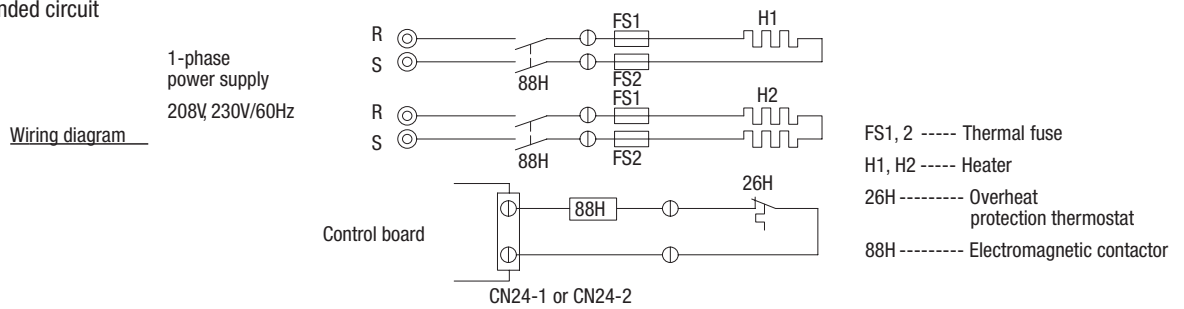 nded circuit
Wiring diagram
1-phase
power supply
208V, 230V/60Hz
R
S
88H
FS1
FS2
H1
R
S
88H
FS1
FS2
H2
Control board
88H
26H
CN24-1 or CN24-2
FS1, 2 ----- Thermal fuse
H1, H2 ----- Heater
26H --------- Overheat
protection thermostat
88H --------- Electromagnetic contactor